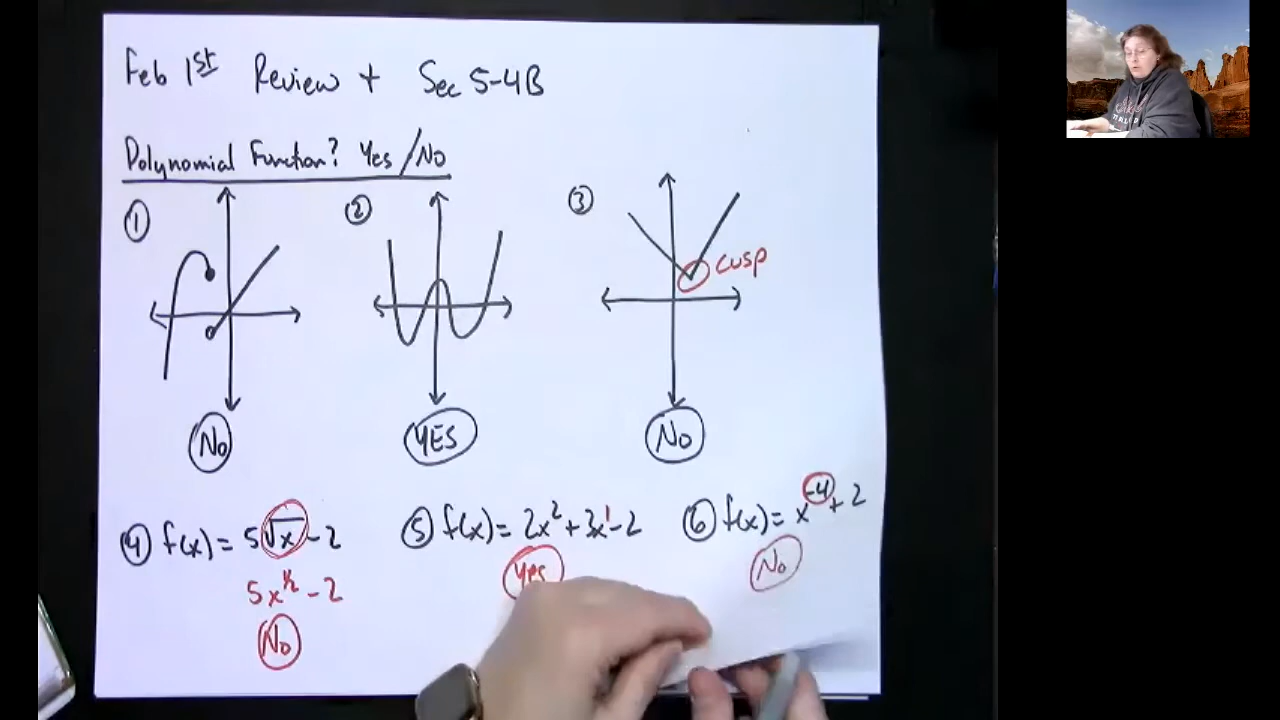 Feb 1st Review + Sec 5-4B
Polynomial Function? Yes / No
① ② ③
cusp
No YES No
④ f(x) = 5√x - 2 ⑤ f(x) = 2x² + 3x¹ - 2 ⑥ f(x) = x⁻⁴ + 2
5x^½ - 2 Yes No
No